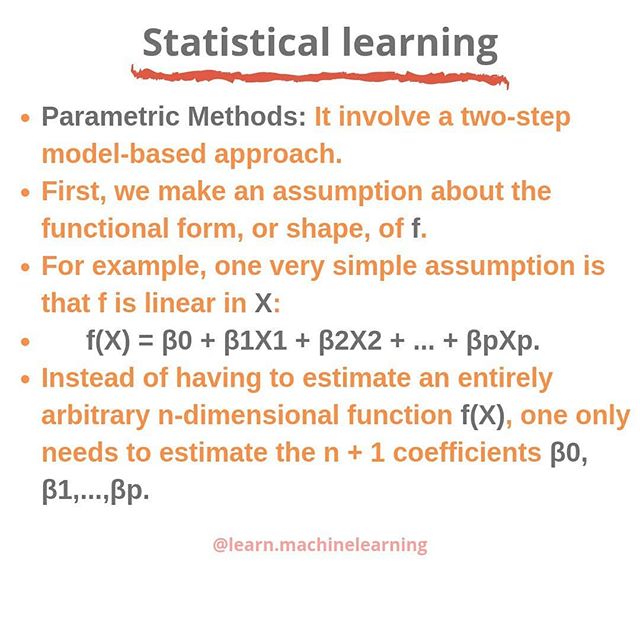 Statistical learning
• Parametric Methods: It involve a two-step
model-based approach.
• First, we make an assumption about the
functional form, or shape, of f.
• For example, one very simple assumption is
that f is linear in X:
• f(X) = β0 + β1X1 + β2X2 + ... + βpXp.
• Instead of having to estimate an entirely
arbitrary n-dimensional function f(X), one only
needs to estimate the n + 1 coefficients β0,
β1,...,βp.
@learn.machinelearning